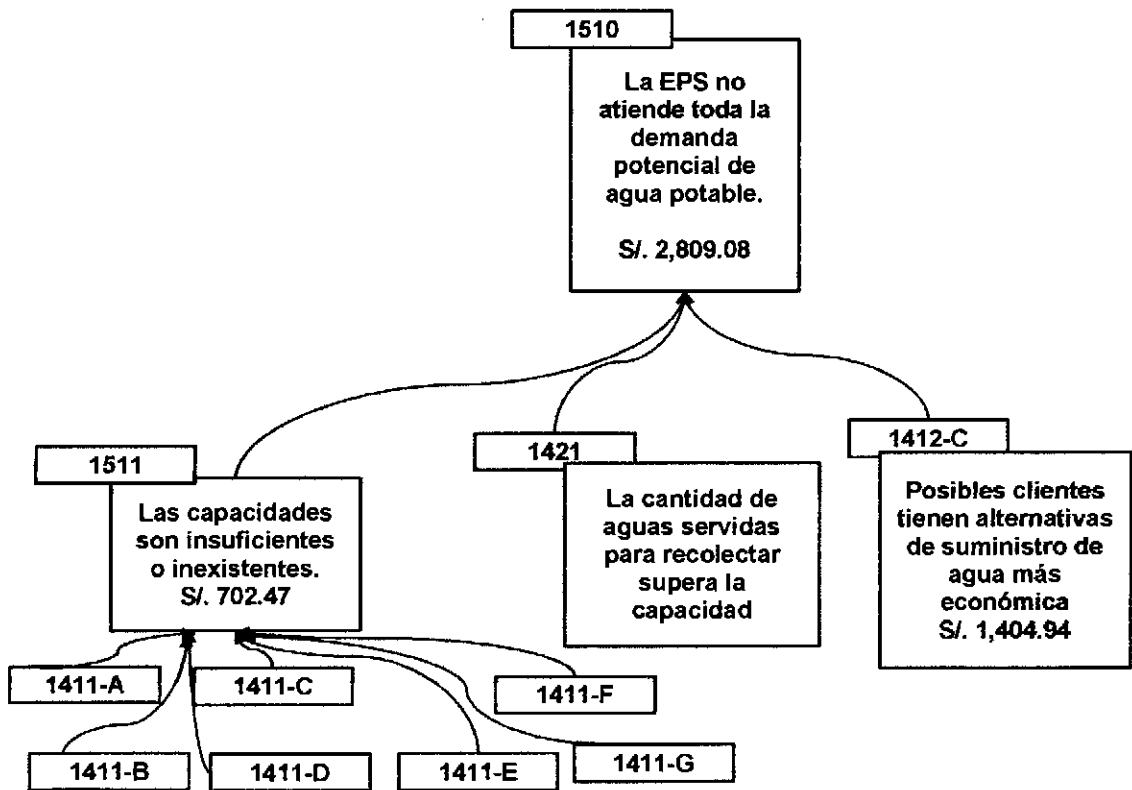 1510
La EPS no
atiende toda la
demanda
potencial de
agua potable.
S/. 2,809.08
1511
Las capacidades
son insuficientes
o inexistentes.
S/. 702.47
1421
La cantidad de
aguas servidas
para recolectar
supera la
capacidad
1412-C
Posibles clientes
tienen alternativas
de suministro de
agua más
económica
S/. 1,404.94
1411-A
1411-C
1411-F
1411-B
1411-D
1411-E
1411-G